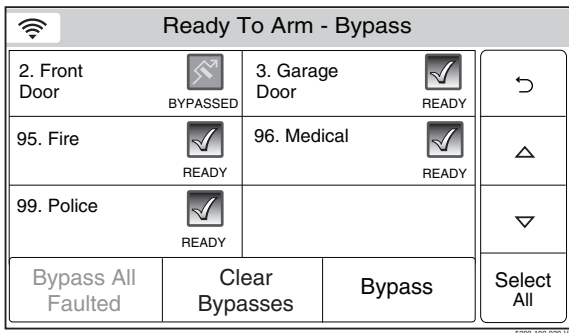 Ready To Arm - Bypass
2. Front
Door
BYPASSED
3. Garage
Door
READY
95. Fire
READY
96. Medical
READY
99. Police
READY
Bypass All
Faulted
Clear
Bypasses
Bypass
Select
All